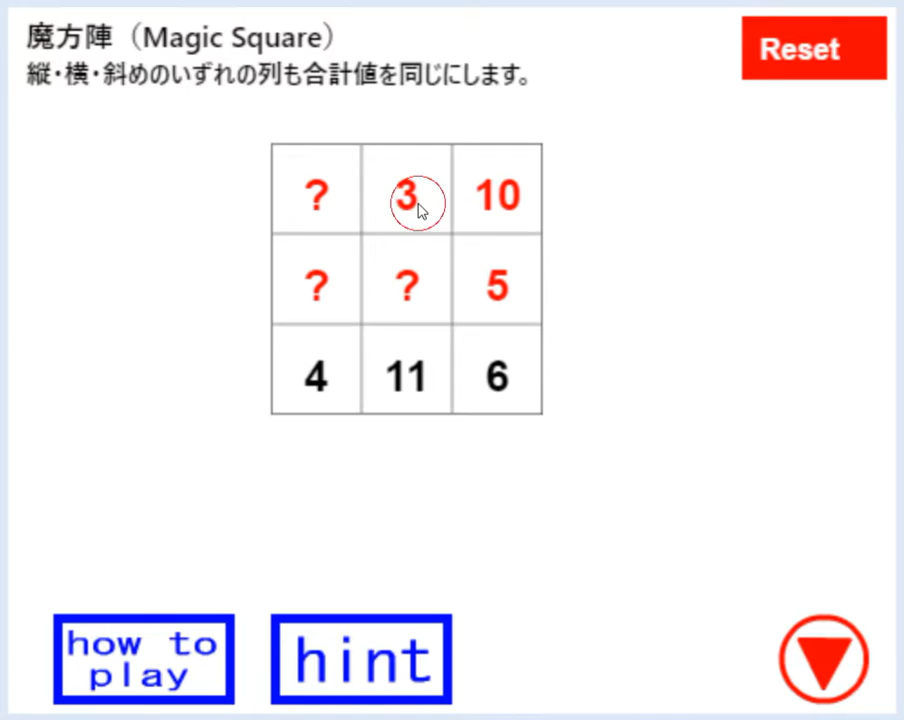 魔方陣（Magic Square）
縦・横・斜めのいずれの列も合計値を同じにします。
Reset
? 3 10
? ? 5
4 11 6
how to
play
hint